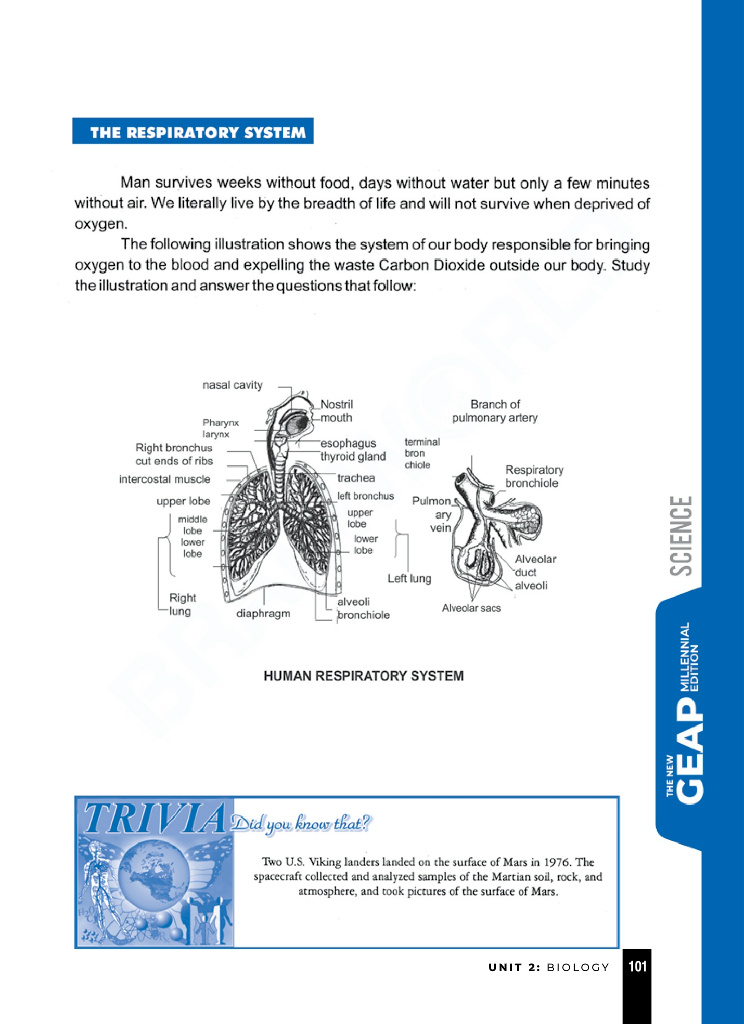 THE RESPIRATORY SYSTEM
Man survives weeks without food, days without water but only a few minutes
without air. We literally live by the breadth of life and will not survive when deprived of
oxygen.
The following illustration shows the system of our body responsible for bringing
oxygen to the blood and expelling the waste Carbon Dioxide outside our body. Study
the illustration and answer the questions that follow:
nasal cavity
Nostril
mouth
Pharynx
larynx
Right bronchus
cut ends of ribs
intercostal muscle
upper lobe
middle
lobe
lower
lobe
Right
lung
diaphragm
esophagus
thyroid gland
trachea
left bronchus
upper
lobe
lower
lobe
Left lung
alveoli
bronchiole
Branch of
pulmonary artery
terminal
bron
chiole
Respiratory
bronchiole
Pulmon
ary
vein
Alveolar
duct
alveoli
Alveolar sacs
HUMAN RESPIRATORY SYSTEM
SCIENCE
THE NEW
GEAP
MILLENNIAL
EDITION
TRIVIA
Did you know that?
Two U.S. Viking landers landed on the surface of Mars in 1976. The
spacecraft collected and analyzed samples of the Martian soil, rock, and
atmosphere, and took pictures of the surface of Mars.
UNIT 2: BIOLOGY 101